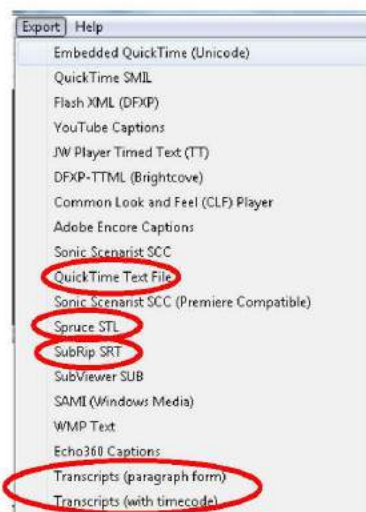 Export Help
Embedded QuickTime (Unicode)
QuickTime SMIL
Flash XML (DFXP)
YouTube Captions
JW Player Timed Text (TT)
DFXP-TTML (Brightcove)
Common Look and Feel (CLF) Player
Adobe Encore Captions
Sonic Scenarist SCC
QuickTime Text File
Sonic Scenarist SCC (Premiere Compatible)
Spruce STL
SubRip SRT
SubViewer SUB
SAMI (Windows Media)
WMP Text
Echo360 Captions
Transcripts (paragraph form)
Transcripts (with timecode)